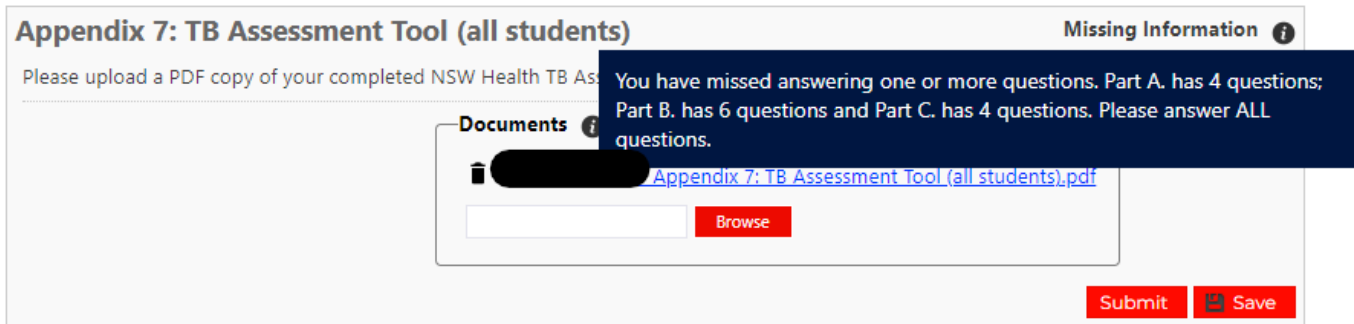 Appendix 7: TB Assessment Tool (all students)
Missing Information
Please upload a PDF copy of your completed NSW Health TB
You have missed answering one or more questions. Part A. has 4 questions;
Part B. has 6 questions and Part C. has 4 questions. Please answer ALL
questions.
Documents
Appendix 7: TB Assessment Tool (all students).pdf
Browse
Submit
Save